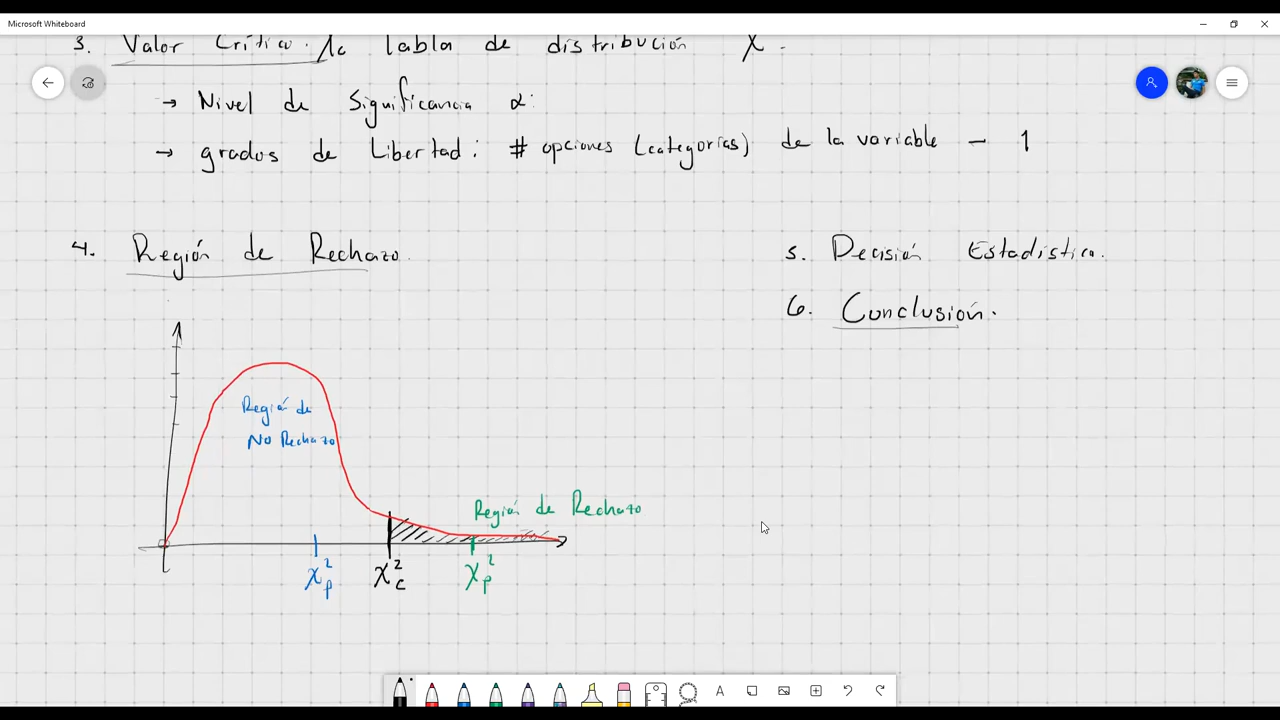 Microsoft Whiteboard
3. Valor Crítico. la tabla de distribución χ.
→ Nivel de Significancia α:
→ grados de Libertad: # opciones (categorías) de la variable - 1
4. Región de Rechazo.
5. Decisión Estadística.
6. Conclusión.
Región de
No Rechazo
Región de Rechazo
χ²p
χ²c
χ²p
A